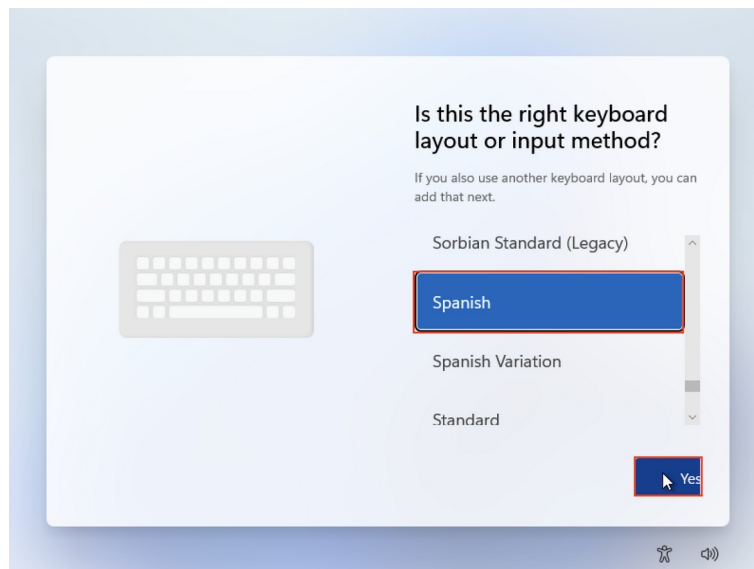 Is this the right keyboard
layout or input method?
If you also use another keyboard layout, you can
add that next.
Sorbian Standard (Legacy)
Spanish
Spanish Variation
Standard
Yes